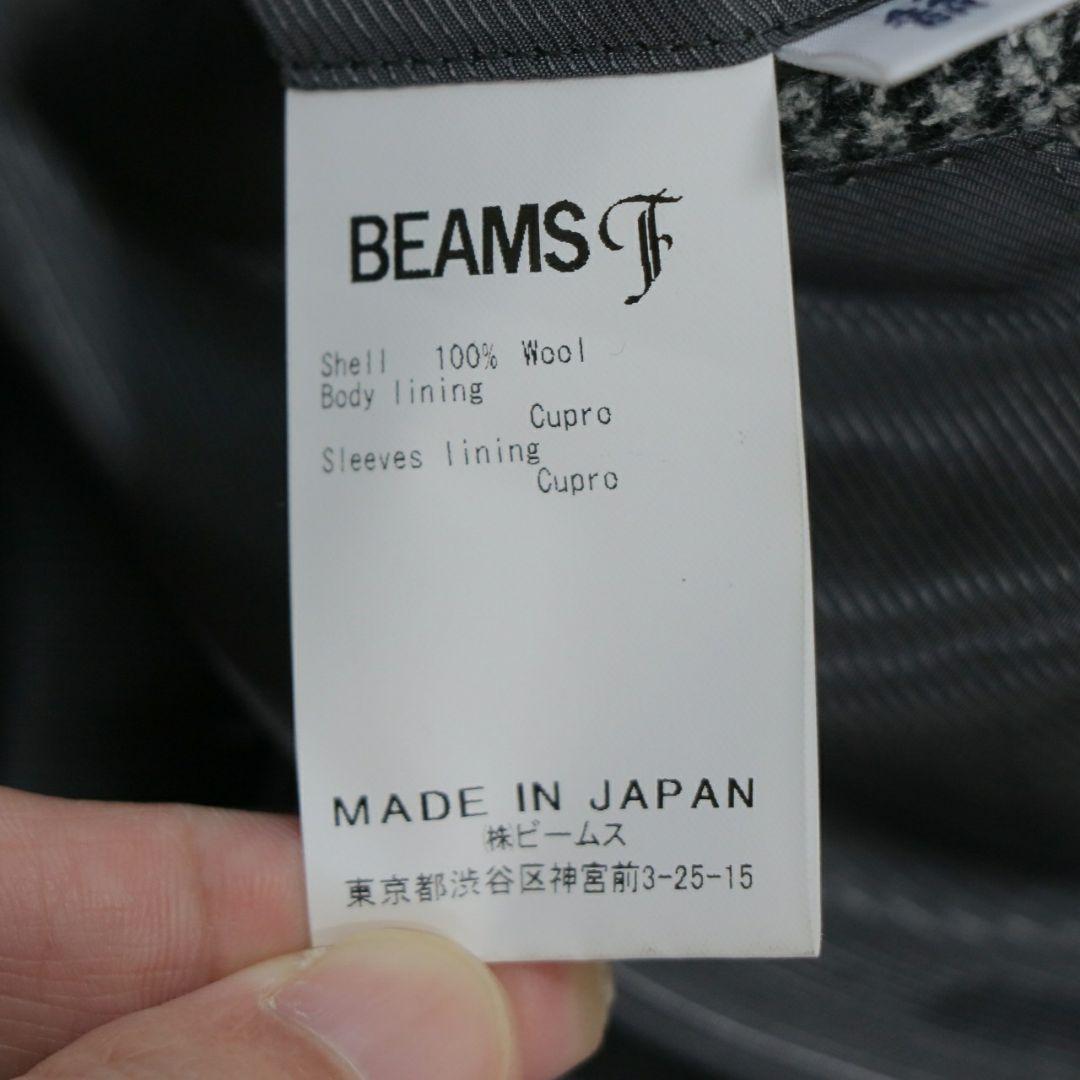 BEAMS F
Shell 100% Wool
Body lining
Cupro
Sleeves lining
Cupro
MADE IN JAPAN
㈱ビームス
東京都渋谷区神宮前3-25-15